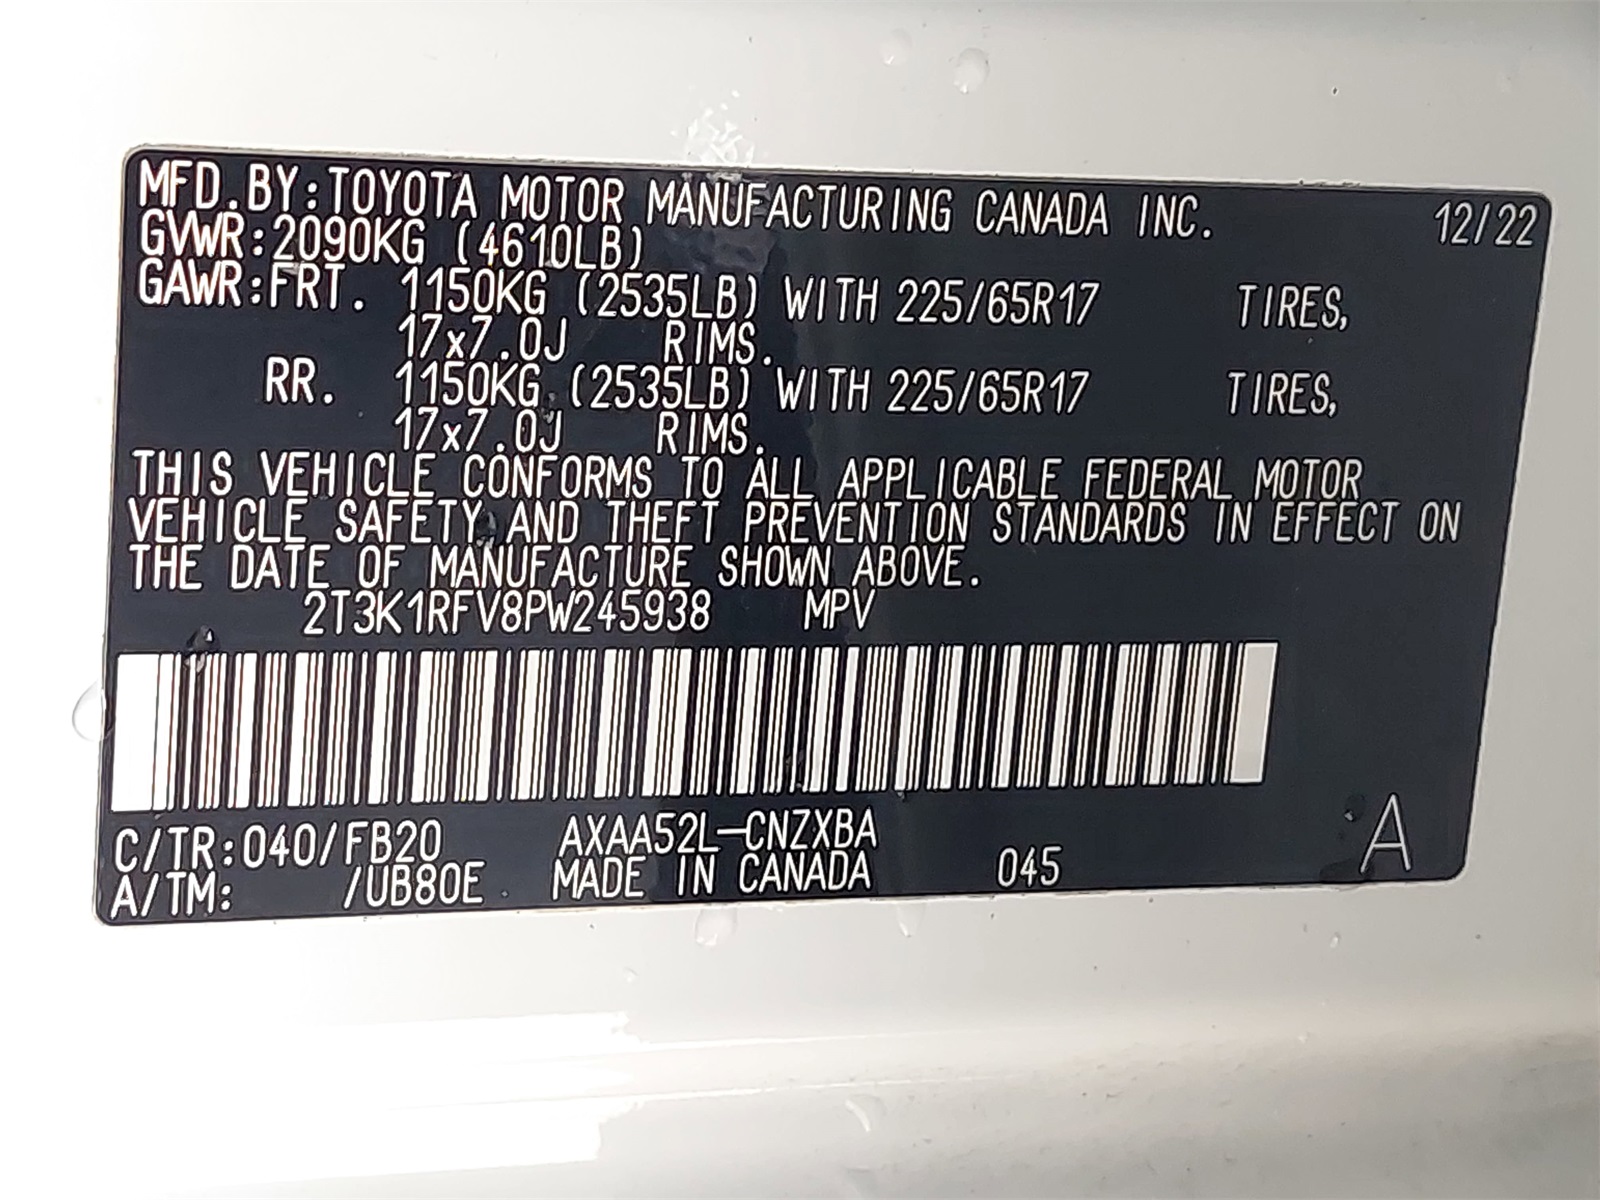 MFD.BY:TOYOTA MOTOR MANUFACTURING CANADA INC. 12/22
GVWR:2090KG (4610LB)
GAWR:FRT. 1150KG (2535LB) WITH 225/65R17 TIRES,
17x7.0J RIMS.
RR. 1150KG (2535LB) WITH 225/65R17 TIRES,
17x7.0J RIMS.
THIS VEHICLE CONFORMS TO ALL APPLICABLE FEDERAL MOTOR
VEHICLE SAFETY AND THEFT PREVENTION STANDARDS IN EFFECT ON
THE DATE OF MANUFACTURE SHOWN ABOVE.
2T3K1RFV8PW245938 MPV
C/TR:040/FB20 AXAA52L-CNZXBA
A/TM: /UB80E MADE IN CANADA 045 A